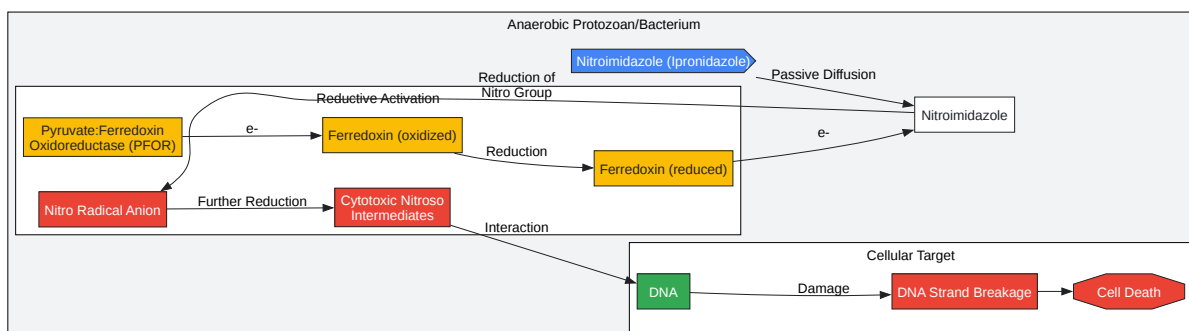 Anaerobic Protozoan/Bacterium
Nitroimidazole (Ipronidazole)
Passive Diffusion
Nitroimidazole
Reduction of
Nitro Group
Reductive Activation
Pyruvate:Ferredoxin
Oxidoreductase (PFOR)
e-
Ferredoxin (oxidized)
Reduction
Ferredoxin (reduced)
e-
Nitro Radical Anion
Further Reduction
Cytotoxic Nitroso
Intermediates
Interaction
Cellular Target
DNA
Damage
DNA Strand Breakage
Cell Death